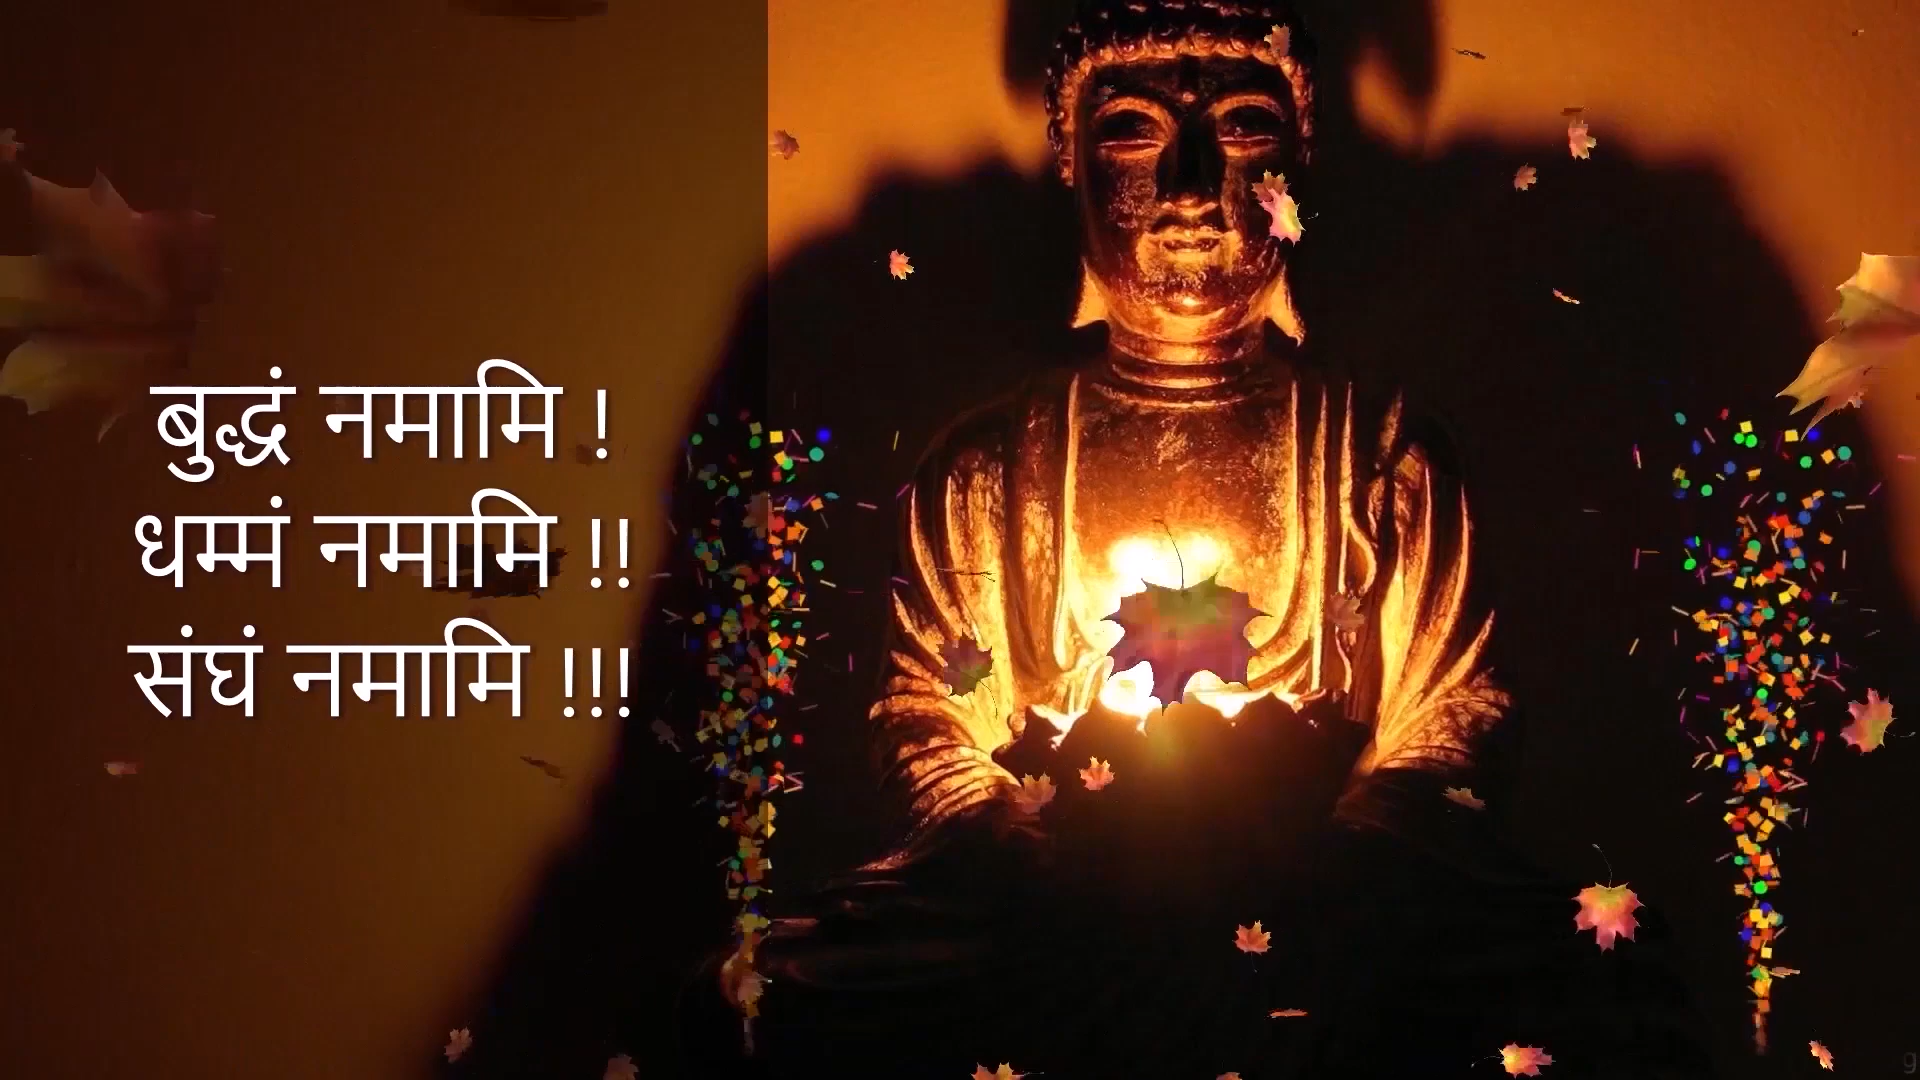 बुद्धं नमामि !
धम्मं नमामि !!
संघं नमामि !!!
g